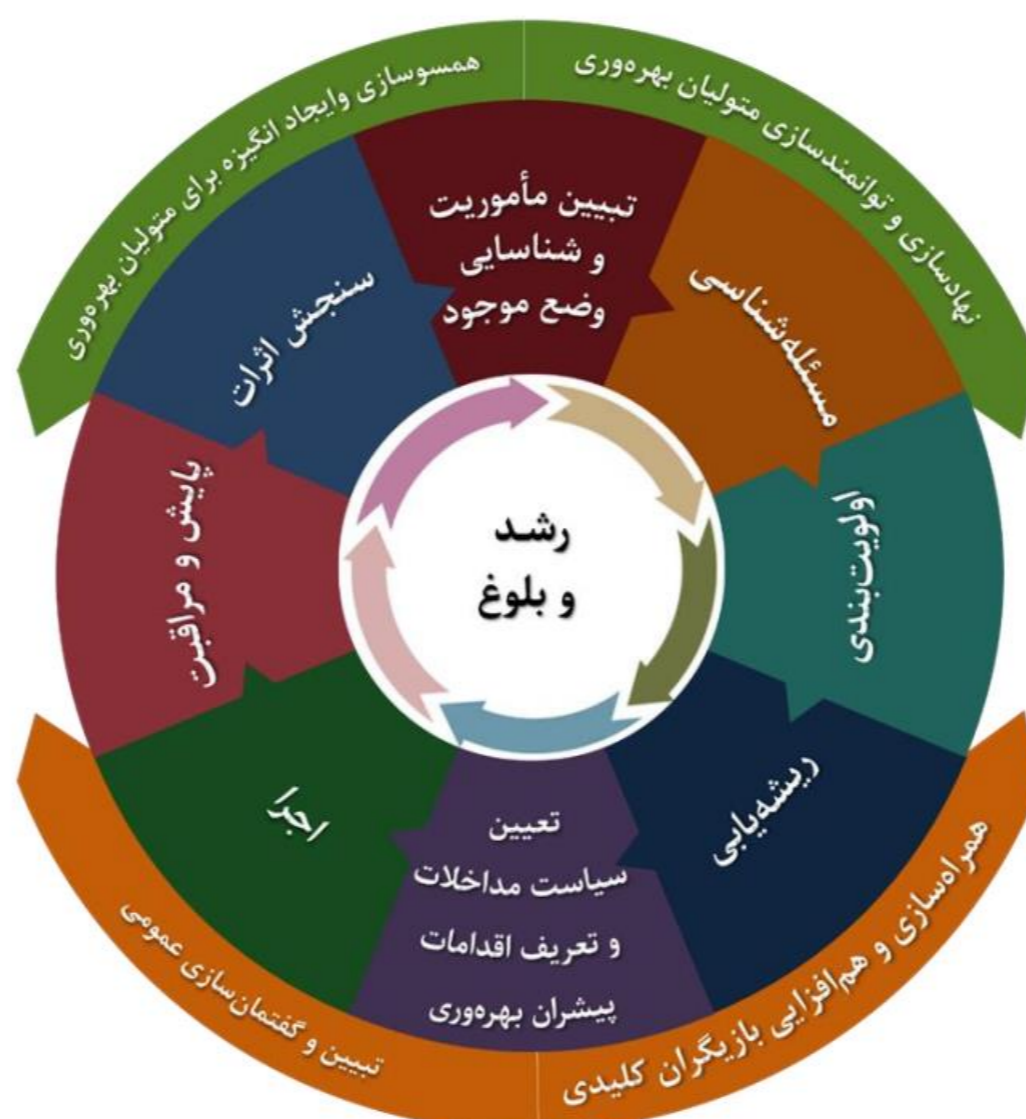 همسوسازی وایجاد انگیزه برای متولیان بهره‌وری
نهادسازی و توانمندسازی متولیان بهره‌وری
تبیین مأموریت
و شناسایی
وضع موجود
مسئله‌شناسی
اولویت‌بندی
ریشه‌یابی
تعیین
سیاست مداخلات
و تعریف اقدامات
پیشران بهره‌وری
اجرا
پایش و مراقبت
سنجش اثرات
رشد
و بلوغ
همراه‌سازی و هم‌افزایی بازیگران کلیدی
تبیین و گفتمان‌سازی عمومی